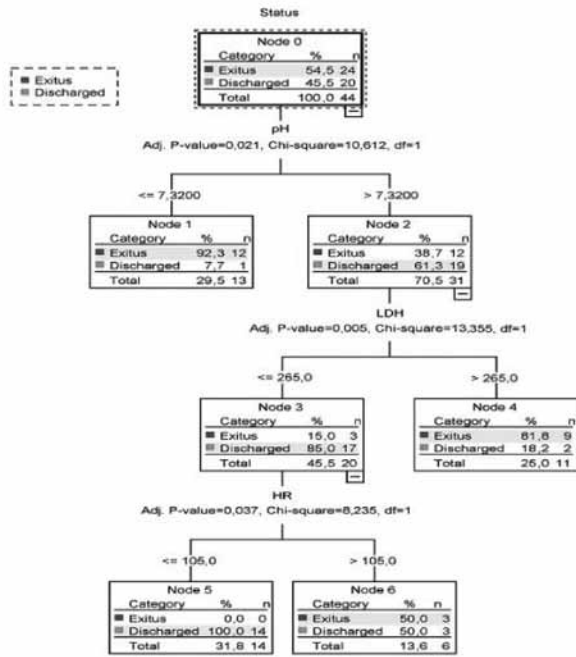 Status
Exitus
Discharged
Node 0
Category % n
Exitus 54,5 24
Discharged 45,5 20
Total 100,0 44
pH
Adj. P-value=0,021, Chi-square=10,612, df=1
<= 7,3200
> 7,3200
Node 1
Category % n
Exitus 92,3 12
Discharged 7,7 1
Total 29,5 13
Node 2
Category % n
Exitus 38,7 12
Discharged 61,3 19
Total 70,5 31
LDH
Adj. P-value=0,005, Chi-square=13,355, df=1
<= 265,0
> 265,0
Node 3
Category % n
Exitus 15,0 3
Discharged 85,0 17
Total 45,5 20
Node 4
Category % n
Exitus 81,8 9
Discharged 18,2 2
Total 25,0 11
HR
Adj. P-value=0,037, Chi-square=8,235, df=1
<= 105,0
> 105,0
Node 5
Category % n
Exitus 0,0 0
Discharged 100,0 14
Total 31,8 14
Node 6
Category % n
Exitus 50,0 3
Discharged 50,0 3
Total 13,6 6